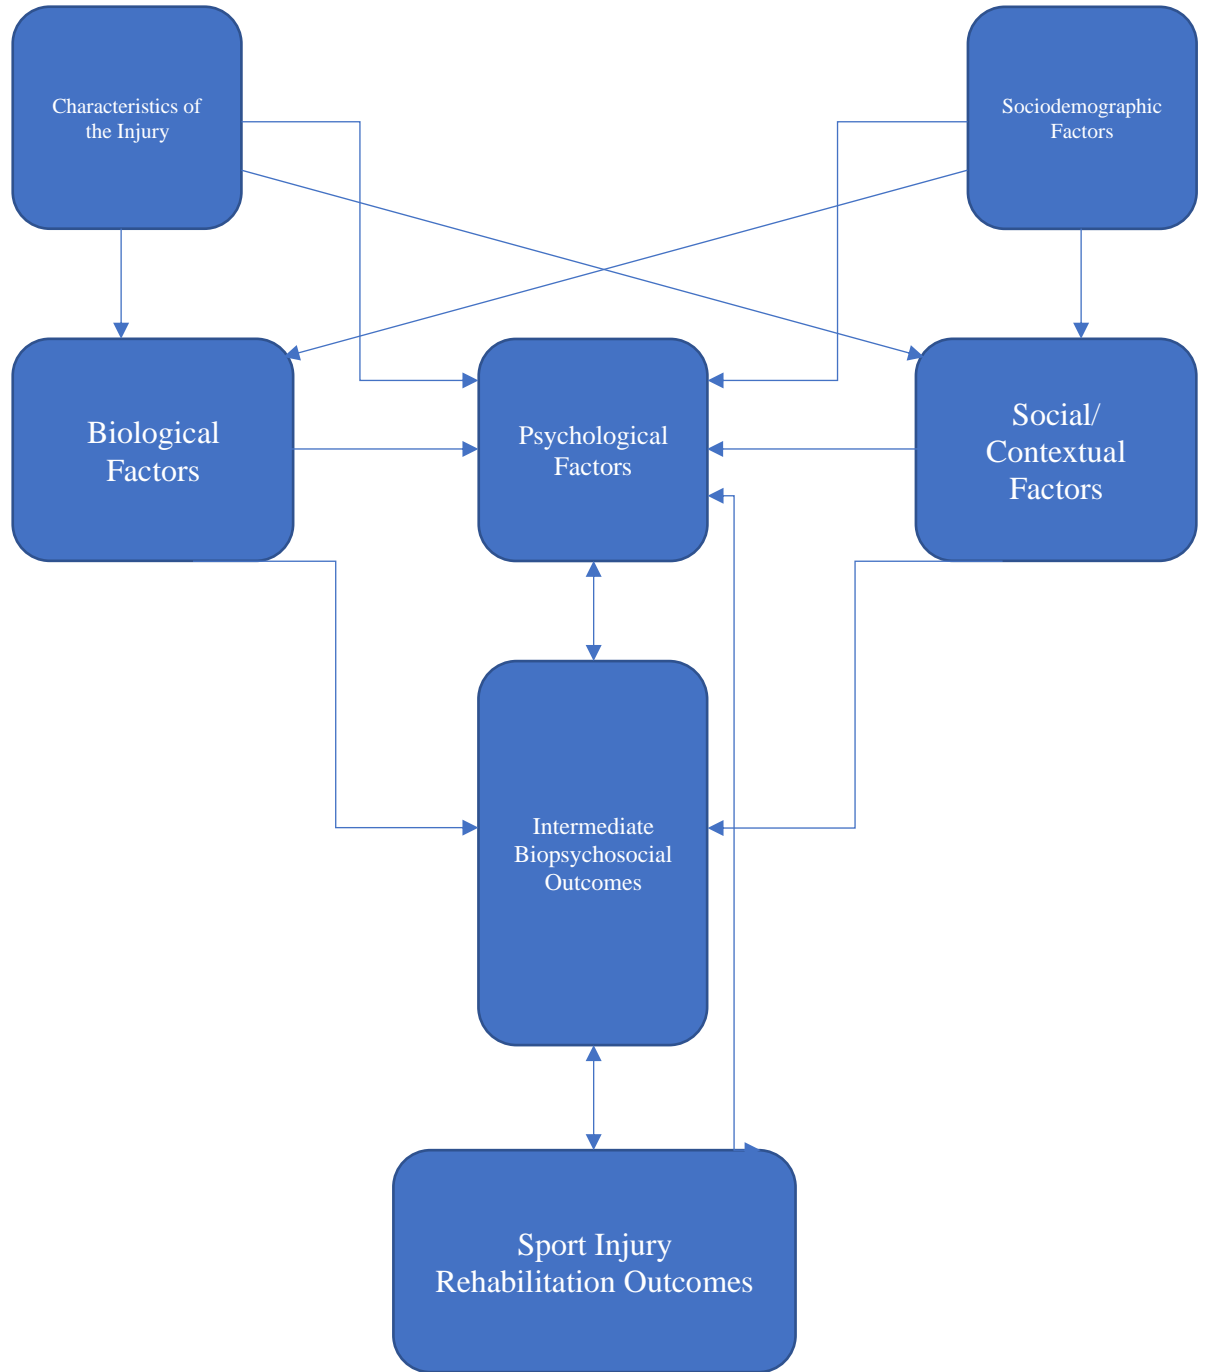 Characteristics of
the Injury
Sociodemographic
Factors
Biological
Factors
Psychological
Factors
Social/
Contextual
Factors
Intermediate
Biopsychosocial
Outcomes
Sport Injury
Rehabilitation Outcomes